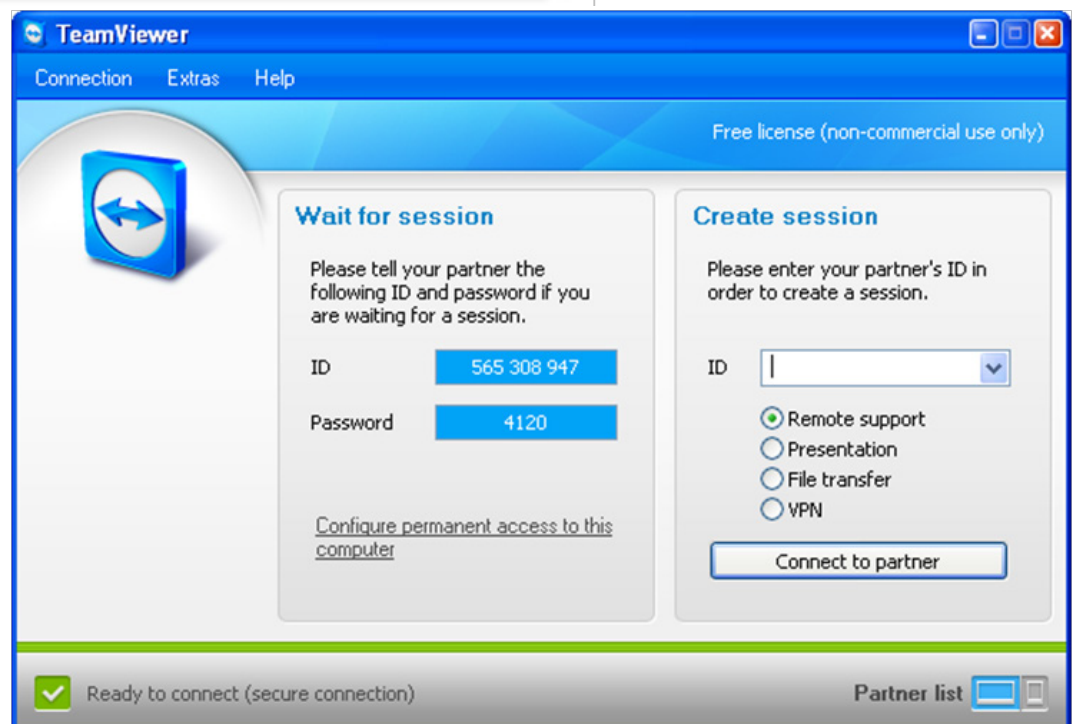 TeamViewer
Connection Extras Help
Free license (non-commercial use only)
Wait for session
Please tell your partner the
following ID and password if you
are waiting for a session.
ID 565 308 947
Password 4120
Configure permanent access to this
computer
Create session
Please enter your partner's ID in
order to create a session.
ID
Remote support
Presentation
File transfer
VPN
Connect to partner
Ready to connect (secure connection)
Partner list